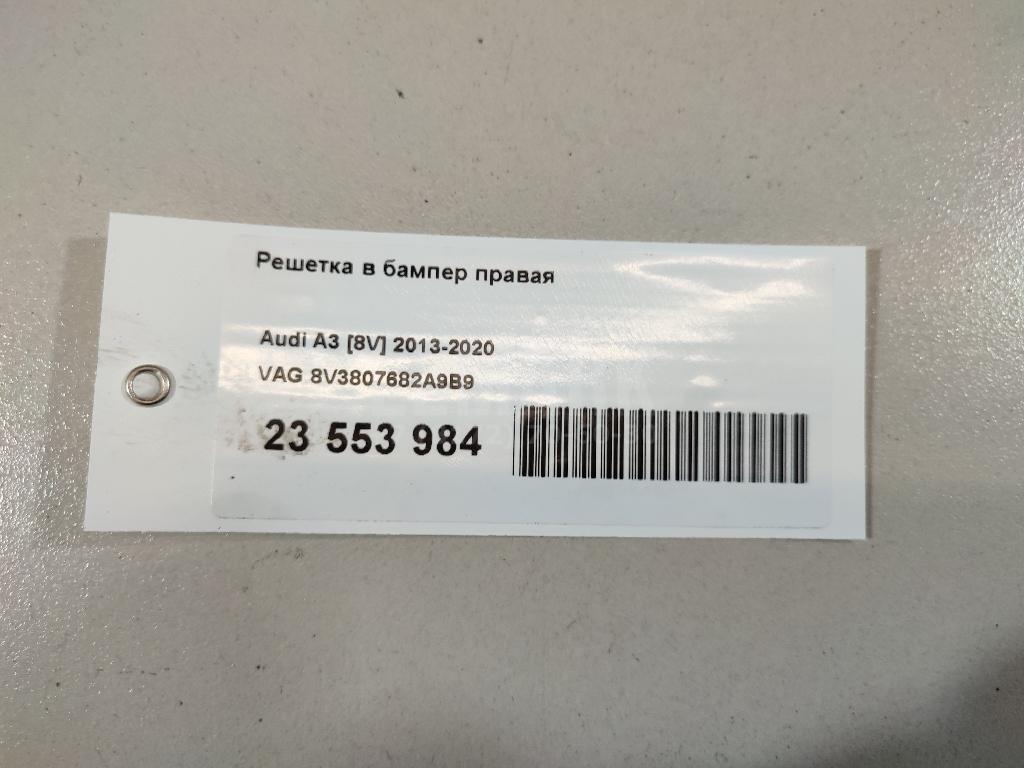 Решетка в бампер правая
Audi A3 [8V] 2013-2020
VAG 8V3807682A9B9
23 553 984